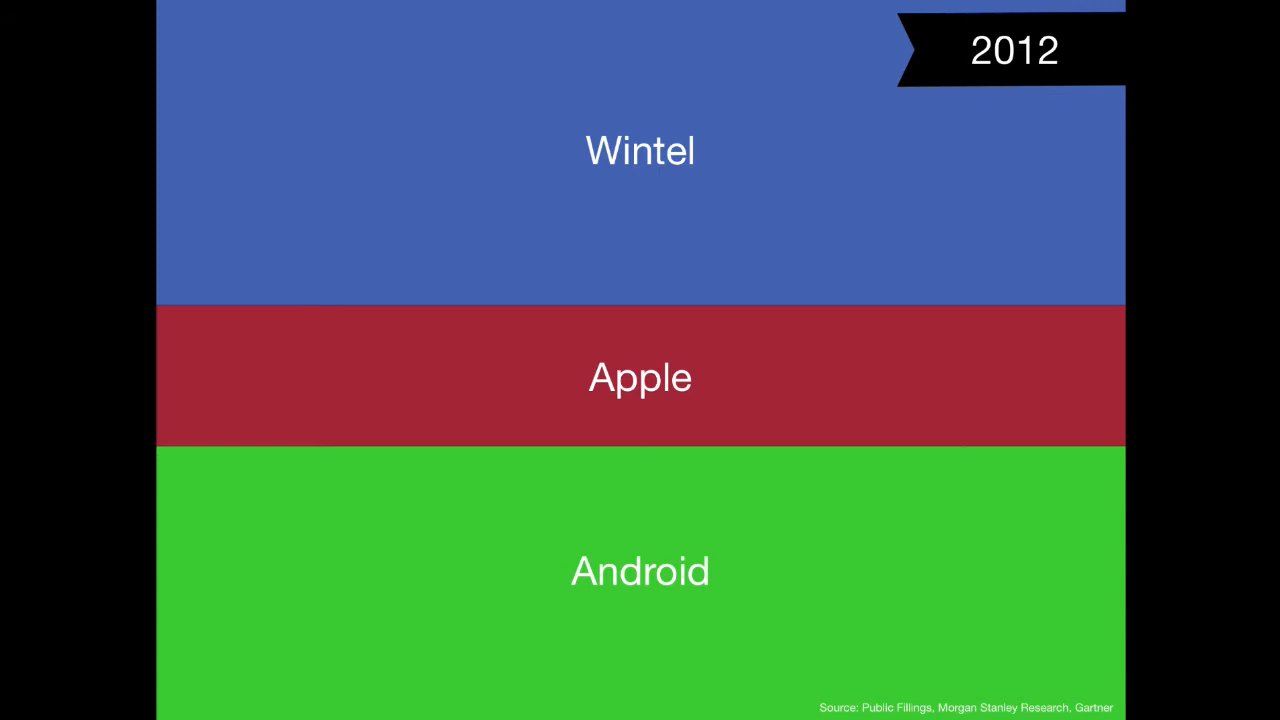 2012
Wintel
Apple
Android
Source: Public Fillings, Morgan Stanley Research, Gartner